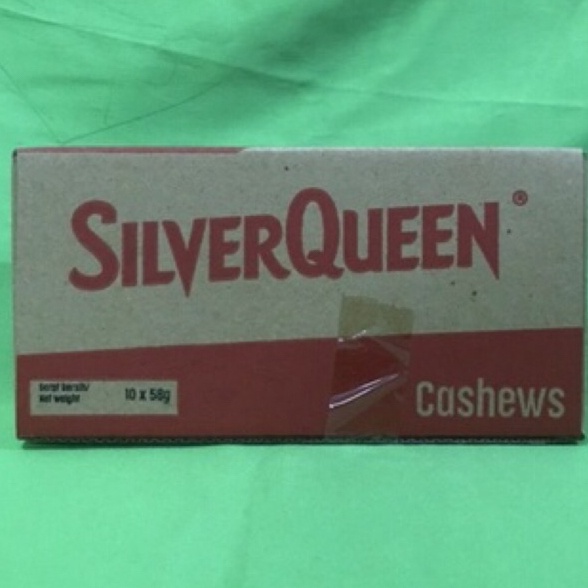 SILVERQUEEN®
Berat Bersih/
Net weight
10 x 58g
Cashews